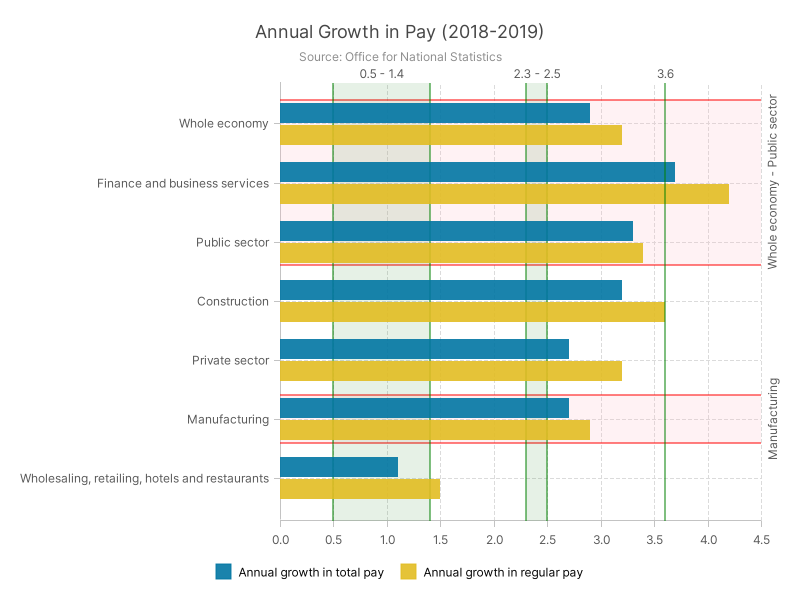 Annual Growth in Pay (2018-2019)
Source: Office for National Statistics
0.5 - 1.4
2.3 - 2.5
3.6
Whole economy
Finance and business services
Public sector
Construction
Private sector
Manufacturing
Wholesaling, retailing, hotels and restaurants
Whole economy - Public sector
Manufacturing
0.0 0.5 1.0 1.5 2.0 2.5 3.0 3.5 4.0 4.5
Annual growth in total pay
Annual growth in regular pay